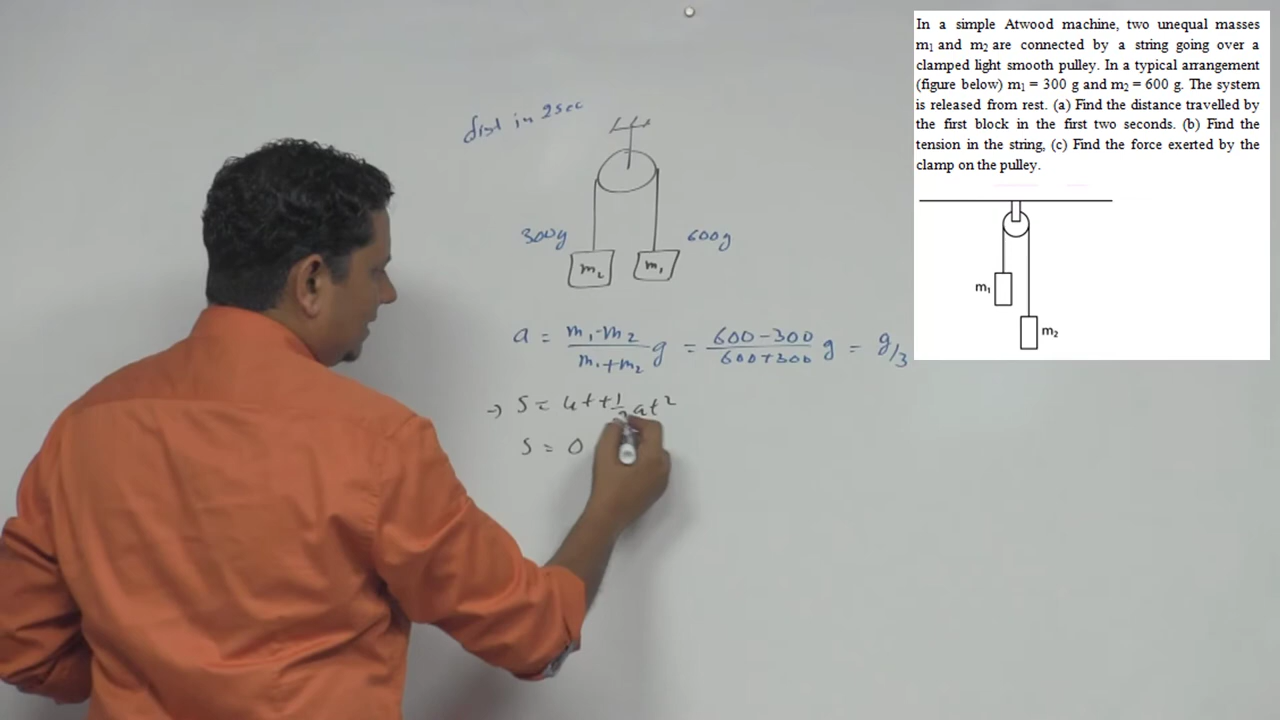 In a simple Atwood machine, two unequal masses
m₁ and m₂ are connected by a string going over a
clamped light smooth pulley. In a typical arrangement
(figure below) m₁ = 300 g and m₂ = 600 g. The system
is released from rest. (a) Find the distance travelled by
the first block in the first two seconds. (b) Find the
tension in the string, (c) Find the force exerted by the
clamp on the pulley.
m₁
m₂
dist in 2sec
300g 600g
m₂ m₁
a = m₁-m₂/m₁+m₂ g = 600-300/600+300 g = g/3
→ S = ut + 1/2 at²
S = 0